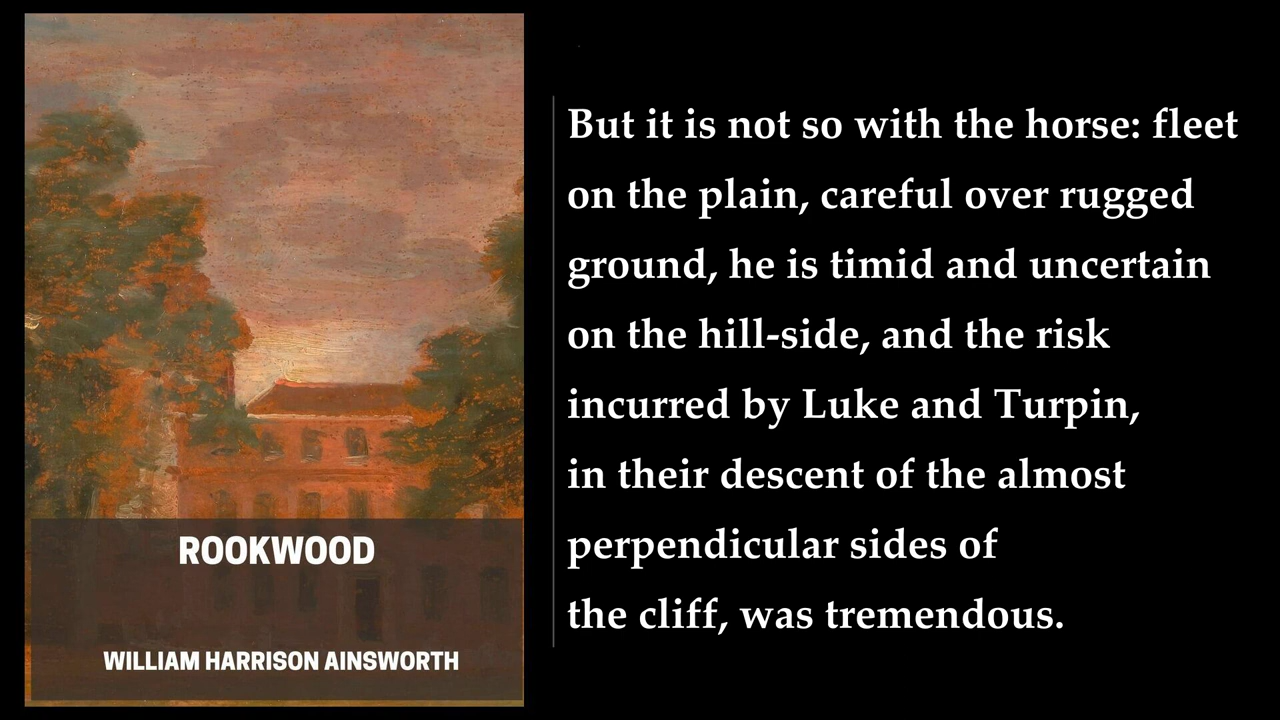 ROOKWOOD
WILLIAM HARRISON AINSWORTH
But it is not so with the horse: fleet
on the plain, careful over rugged
ground, he is timid and uncertain
on the hill-side, and the risk
incurred by Luke and Turpin,
in their descent of the almost
perpendicular sides of
the cliff, was tremendous.